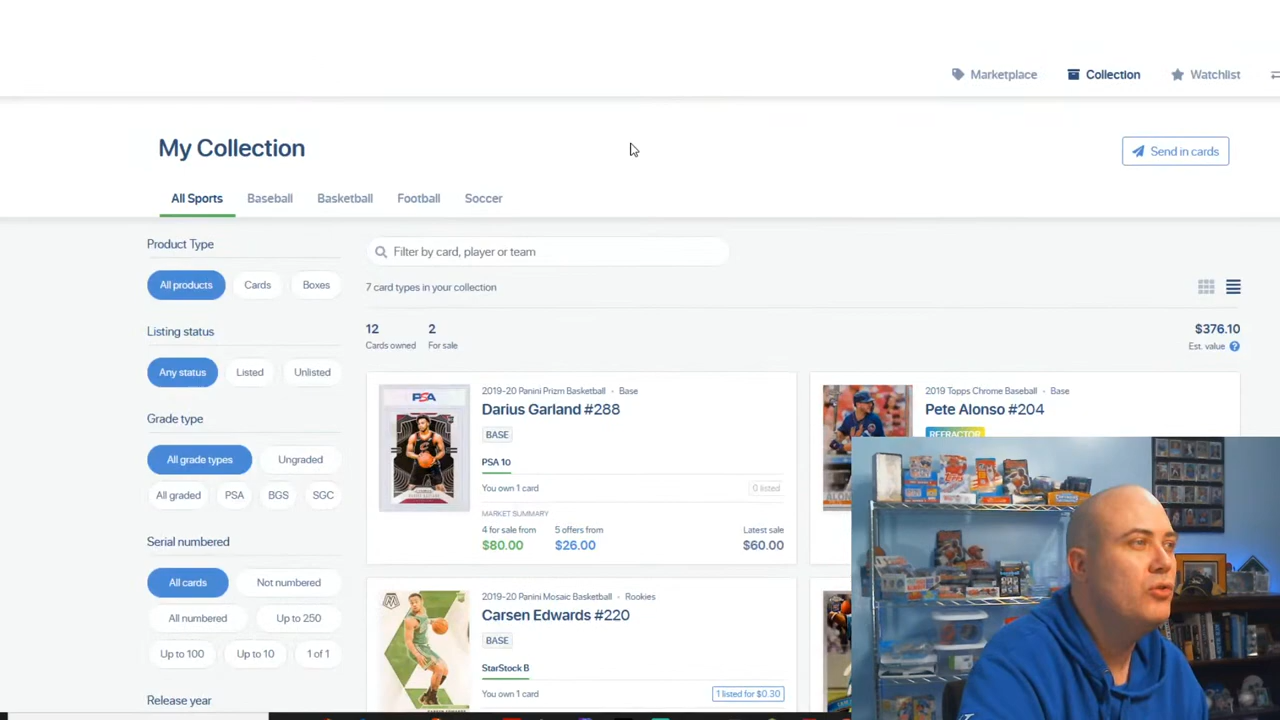 Marketplace
Collection
Watchlist
My Collection
Send in cards
All Sports
Baseball
Basketball
Football
Soccer
Product Type
All products
Cards
Boxes
Listing status
Any status
Listed
Unlisted
Grade type
All grade types
Ungraded
All graded
PSA
BGS
SGC
Serial numbered
All cards
Not numbered
All numbered
Up to 250
Up to 100
Up to 10
1 of 1
Release year
Filter by card, player or team
7 card types in your collection
12
Cards owned
2
For sale
$376.10
Est. value ?
PSA
2019-20 Panini Prizm Basketball · Base
Darius Garland #288
BASE
PSA 10
You own 1 card
0 listed
MARKET SUMMARY
4 for sale from
$80.00
5 offers from
$26.00
Latest sale
$60.00
2019 Topps Chrome Baseball · Base
Pete Alonso #204
REFRACTOR
2019-20 Panini Mosaic Basketball · Rookies
Carsen Edwards #220
BASE
StarStock B
You own 1 card
1 listed for $0.30